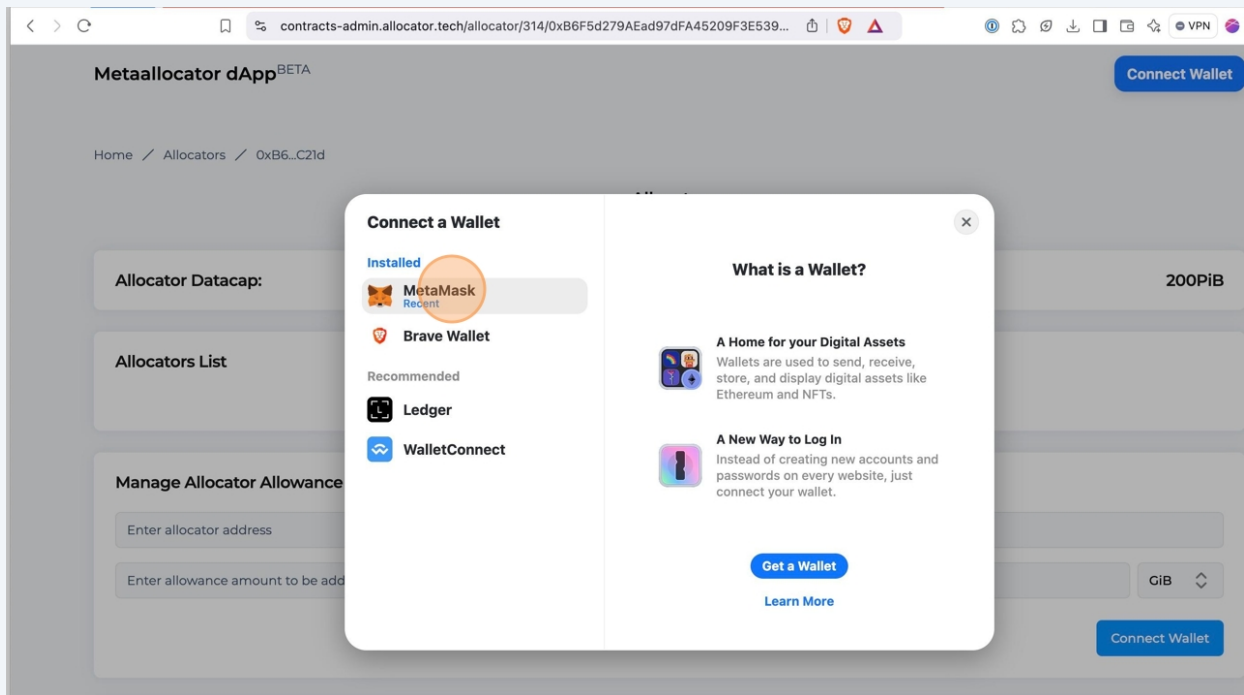 contracts-admin.allocator.tech/allocator/314/0xB6F5d279AEad97dFA45209F3E539...
VPN
Metaallocator dApp BETA
Connect Wallet
Home / Allocators / 0xB6...C21d
Connect a Wallet
Installed
MetaMask
Recent
Brave Wallet
Recommended
Ledger
WalletConnect
What is a Wallet?
A Home for your Digital Assets
Wallets are used to send, receive,
store, and display digital assets like
Ethereum and NFTs.
A New Way to Log In
Instead of creating new accounts and
passwords on every website, just
connect your wallet.
Get a Wallet
Learn More
Allocator Datacap:
200PiB
Allocators List
Manage Allocator Allowance
Enter allocator address
Enter allowance amount to be add
GiB
Connect Wallet